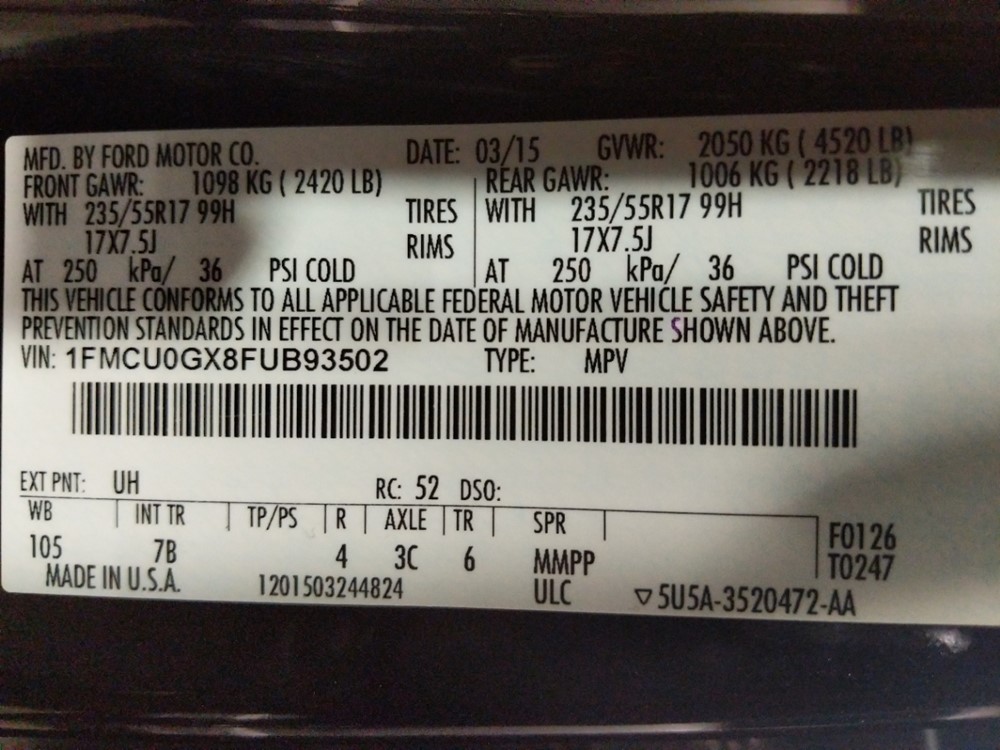 MFD. BY FORD MOTOR CO. DATE: 03/15 GVWR: 2050 KG ( 4520 LB)
FRONT GAWR: 1098 KG ( 2420 LB) REAR GAWR: 1006 KG ( 2218 LB)
WITH 235/55R17 99H TIRES WITH 235/55R17 99H TIRES
17X7.5J RIMS 17X7.5J RIMS
AT 250 kPa/ 36 PSI COLD AT 250 kPa/ 36 PSI COLD
THIS VEHICLE CONFORMS TO ALL APPLICABLE FEDERAL MOTOR VEHICLE SAFETY AND THEFT
PREVENTION STANDARDS IN EFFECT ON THE DATE OF MANUFACTURE SHOWN ABOVE.
VIN: 1FMCU0GX8FUB93502 TYPE: MPV
EXT PNT: UH RC: 52 DSO:
WB INT TR TP/PS R AXLE TR SPR F0126
105 7B 4 3C 6 MMPP T0247
MADE IN U.S.A. 1201503244824 ULC ▽5U5A-3520472-AA